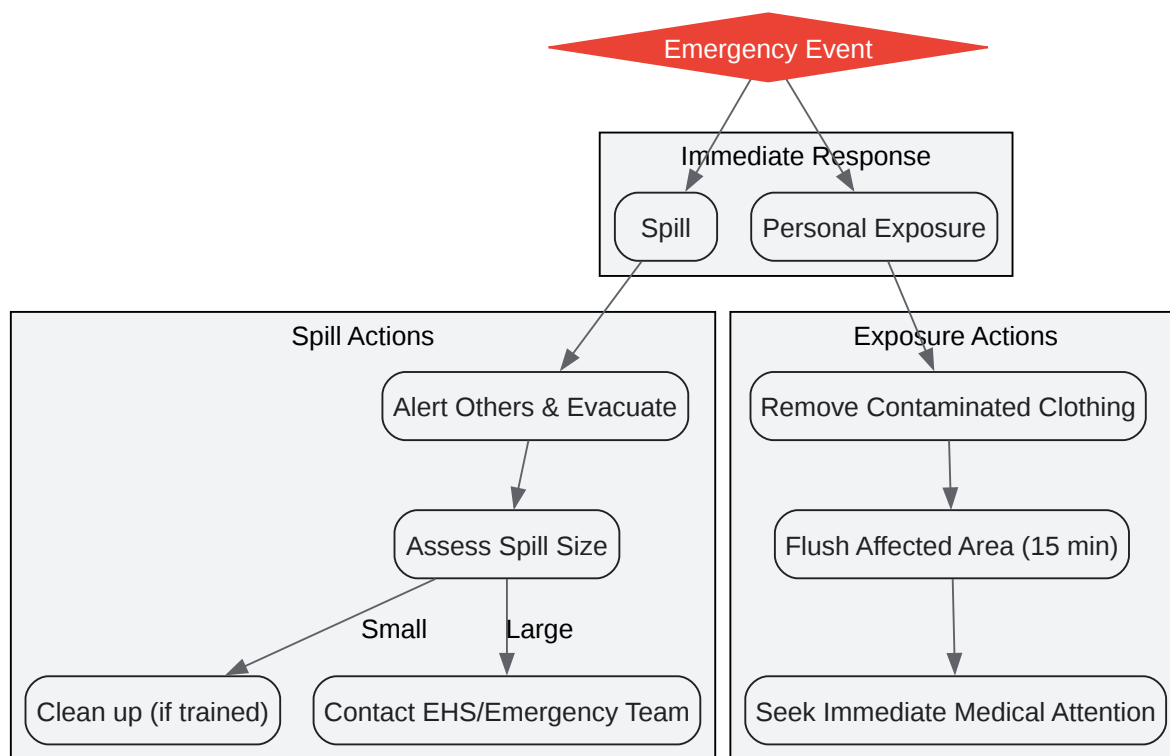 Emergency Event
Immediate Response
Spill
Personal Exposure
Spill Actions
Alert Others & Evacuate
Assess Spill Size
Small
Large
Clean up (if trained)
Contact EHS/Emergency Team
Exposure Actions
Remove Contaminated Clothing
Flush Affected Area (15 min)
Seek Immediate Medical Attention